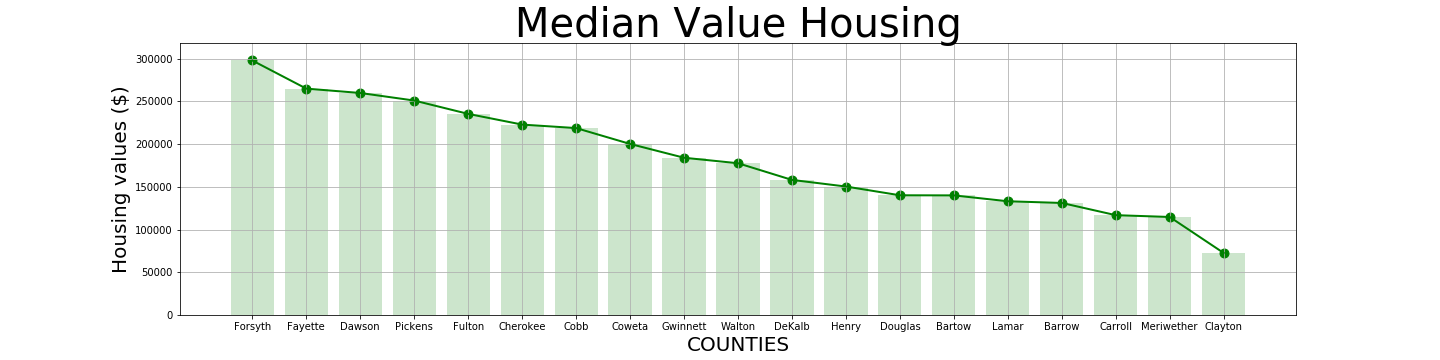 Median Value Housing
Housing values ($)
300000
250000
200000
150000
100000
50000
0
Forsyth Fayette Dawson Pickens Fulton Cherokee Cobb Coweta Gwinnett Walton DeKalb Henry Douglas Bartow Lamar Barrow Carroll Meriwether Clayton
COUNTIES